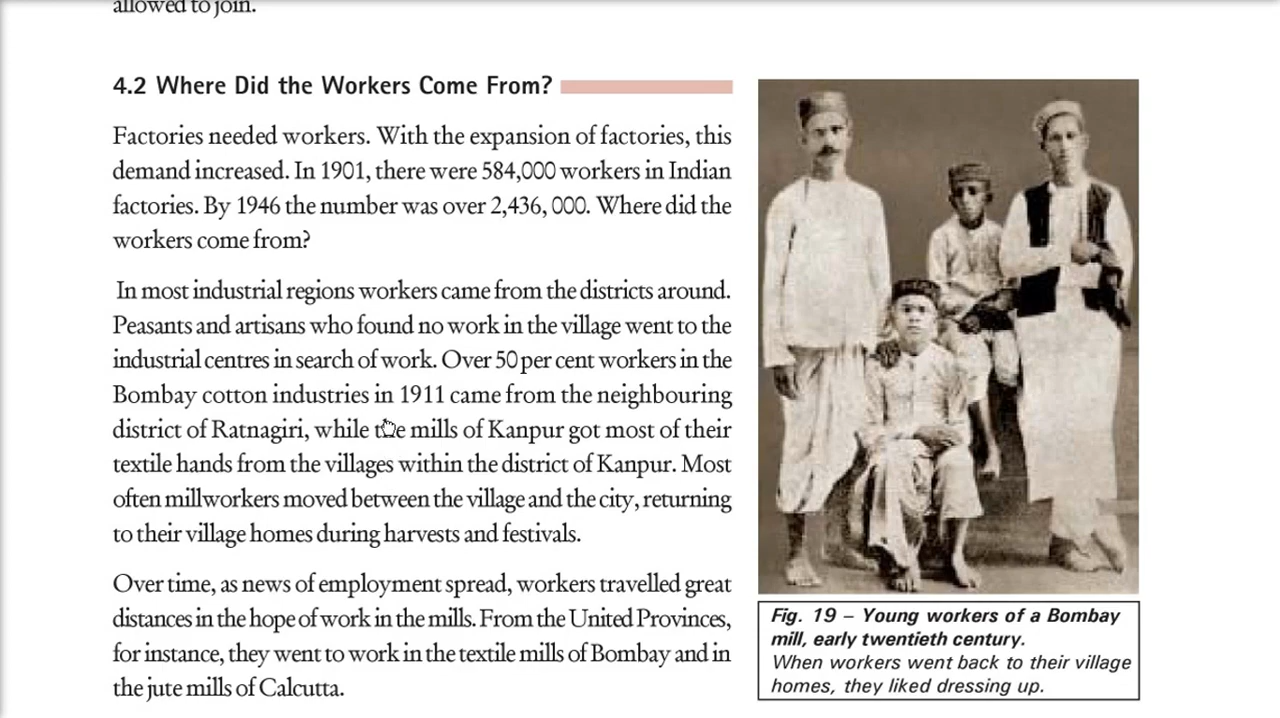 allowed to join.
4.2 Where Did the Workers Come From?
Factories needed workers. With the expansion of factories, this
demand increased. In 1901, there were 584,000 workers in Indian
factories. By 1946 the number was over 2,436, 000. Where did the
workers come from?
In most industrial regions workers came from the districts around.
Peasants and artisans who found no work in the village went to the
industrial centres in search of work. Over 50 per cent workers in the
Bombay cotton industries in 1911 came from the neighbouring
district of Ratnagiri, while the mills of Kanpur got most of their
textile hands from the villages within the district of Kanpur. Most
often millworkers moved between the village and the city, returning
to their village homes during harvests and festivals.
Over time, as news of employment spread, workers travelled great
distances in the hope of work in the mills. From the United Provinces,
for instance, they went to work in the textile mills of Bombay and in
the jute mills of Calcutta.
Fig. 19 – Young workers of a Bombay
mill, early twentieth century.
When workers went back to their village
homes, they liked dressing up.